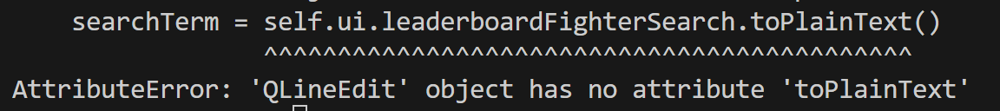 searchTerm = self.ui.leaderboardFighterSearch.toPlainText()
^^^^^^^^^^^^^^^^^^^^^^^^^^^^^^^^^^^^^^^^^^^^
AttributeError: 'QLineEdit' object has no attribute 'toPlainText'